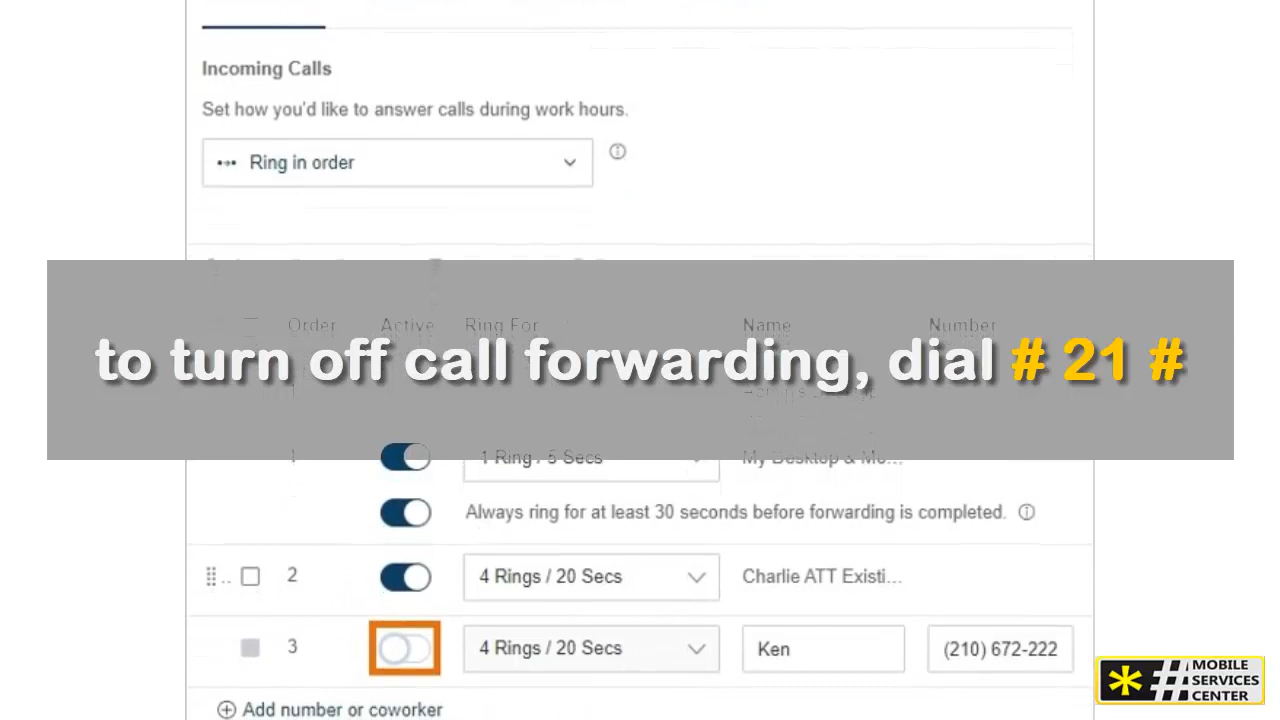 Incoming Calls
Set how you'd like to answer calls during work hours.
Ring in order
Order Active Ring For Name Number
to turn off call forwarding, dial # 21 #
1 1 Ring / 5 Secs My Desktop & Mo...
Always ring for at least 30 seconds before forwarding is completed.
2 4 Rings / 20 Secs Charlie ATT Existi...
3 4 Rings / 20 Secs Ken (210) 672-222
Add number or coworker
*# MOBILE
SERVICES
CENTER